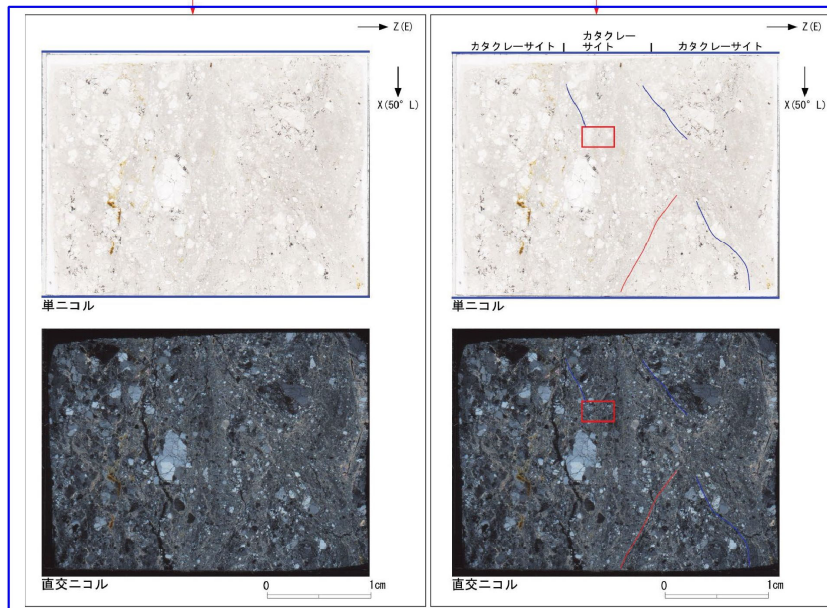 Z(E)
X(50° L)
単ニコル
直交ニコル
0 1cm
Z(E)
カタクレーサイト
カタクレー
サイト
カタクレーサイト
X(50° L)
単ニコル
直交ニコル
0 1cm